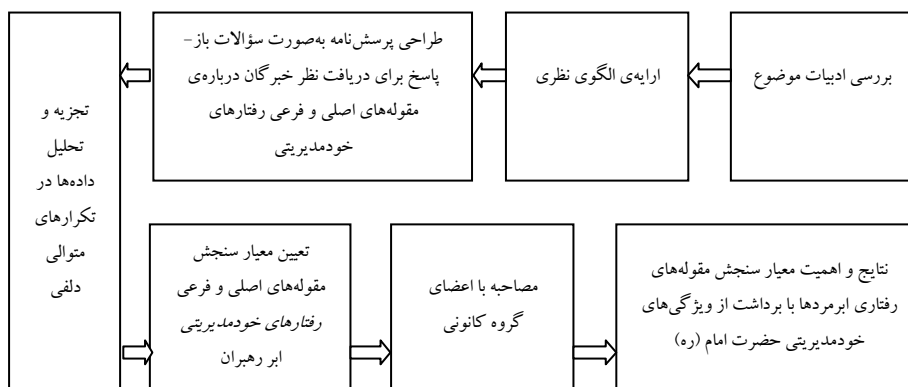 بررسی ادبیات موضوع
ارایه‌ی الگوی نظری
طراحی پرسش‌نامه به‌صورت سؤالات باز-
پاسخ برای دریافت نظر خبرگان درباره‌ی
مقوله‌های اصلی و فرعی رفتارهای
خودمدیریتی
تجزیه و
تحلیل
داده‌ها در
تکرارهای
متوالی
دلفی
تعیین معیار سنجش
مقوله‌های اصلی و فرعی
رفتارهای خودمدیریتی
ابر رهبران
مصاحبه با اعضای
گروه کانونی
نتایج و اهمیت معیار سنجش مقوله‌های
رفتاری ابرمردها با برداشت از ویژگی‌های
خودمدیریتی حضرت امام (ره)